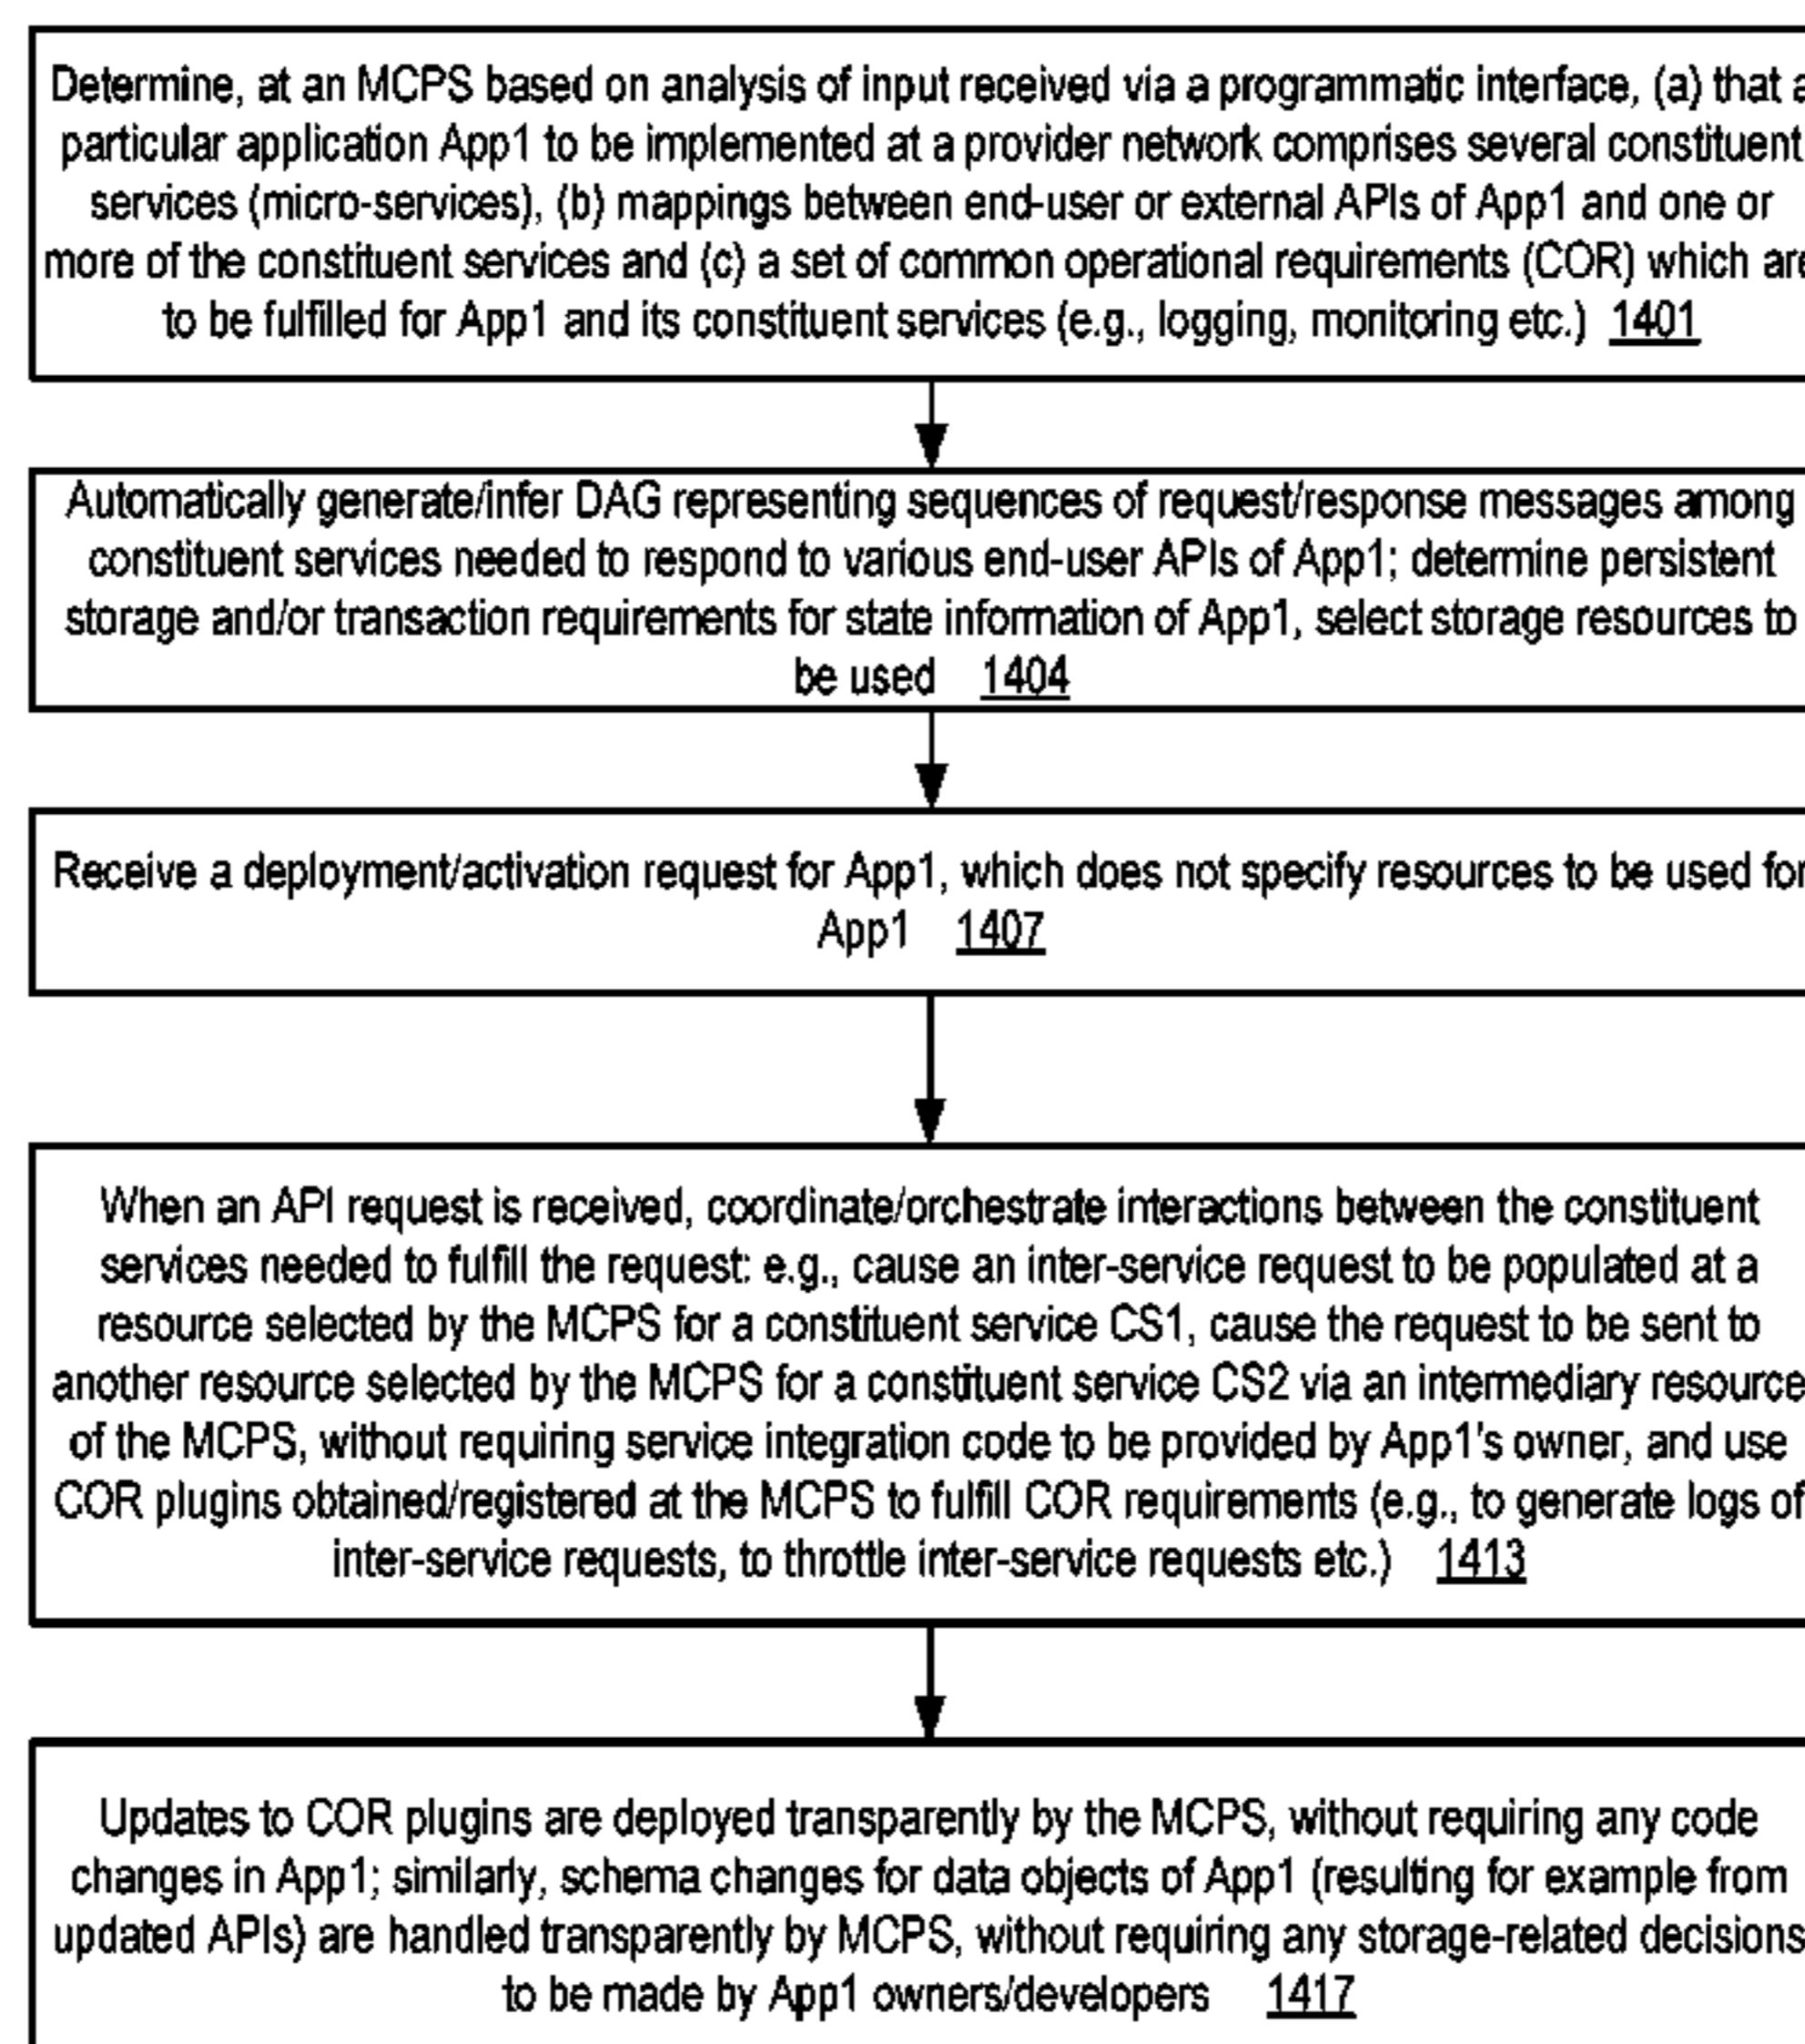 Determine, at an MCPS based on analysis of input received via a programmatic interface, (a) that a
particular application App1 to be implemented at a provider network comprises several constituent
services (micro-services), (b) mappings between end-user or external APIs of App1 and one or
more of the constituent services and (c) a set of common operational requirements (COR) which are
to be fulfilled for App1 and its constituent services (e.g., logging, monitoring etc.) 1401
Automatically generate/infer DAG representing sequences of request/response messages among
constituent services needed to respond to various end-user APIs of App1; determine persistent
storage and/or transaction requirements for state information of App1, select storage resources to
be used 1404
Receive a deployment/activation request for App1, which does not specify resources to be used for
App1 1407
When an API request is received, coordinate/orchestrate interactions between the constituent
services needed to fulfill the request: e.g., cause an inter-service request to be populated at a
resource selected by the MCPS for a constituent service CS1, cause the request to be sent to
another resource selected by the MCPS for a constituent service CS2 via an intermediary resource
of the MCPS, without requiring service integration code to be provided by App1's owner, and use
COR plugins obtained/registered at the MCPS to fulfill COR requirements (e.g., to generate logs of
inter-service requests, to throttle inter-service requests etc.) 1413
Updates to COR plugins are deployed transparently by the MCPS, without requiring any code
changes in App1; similarly, schema changes for data objects of App1 (resulting for example from
updated APIs) are handled transparently by MCPS, without requiring any storage-related decisions
to be made by App1 owners/developers 1417